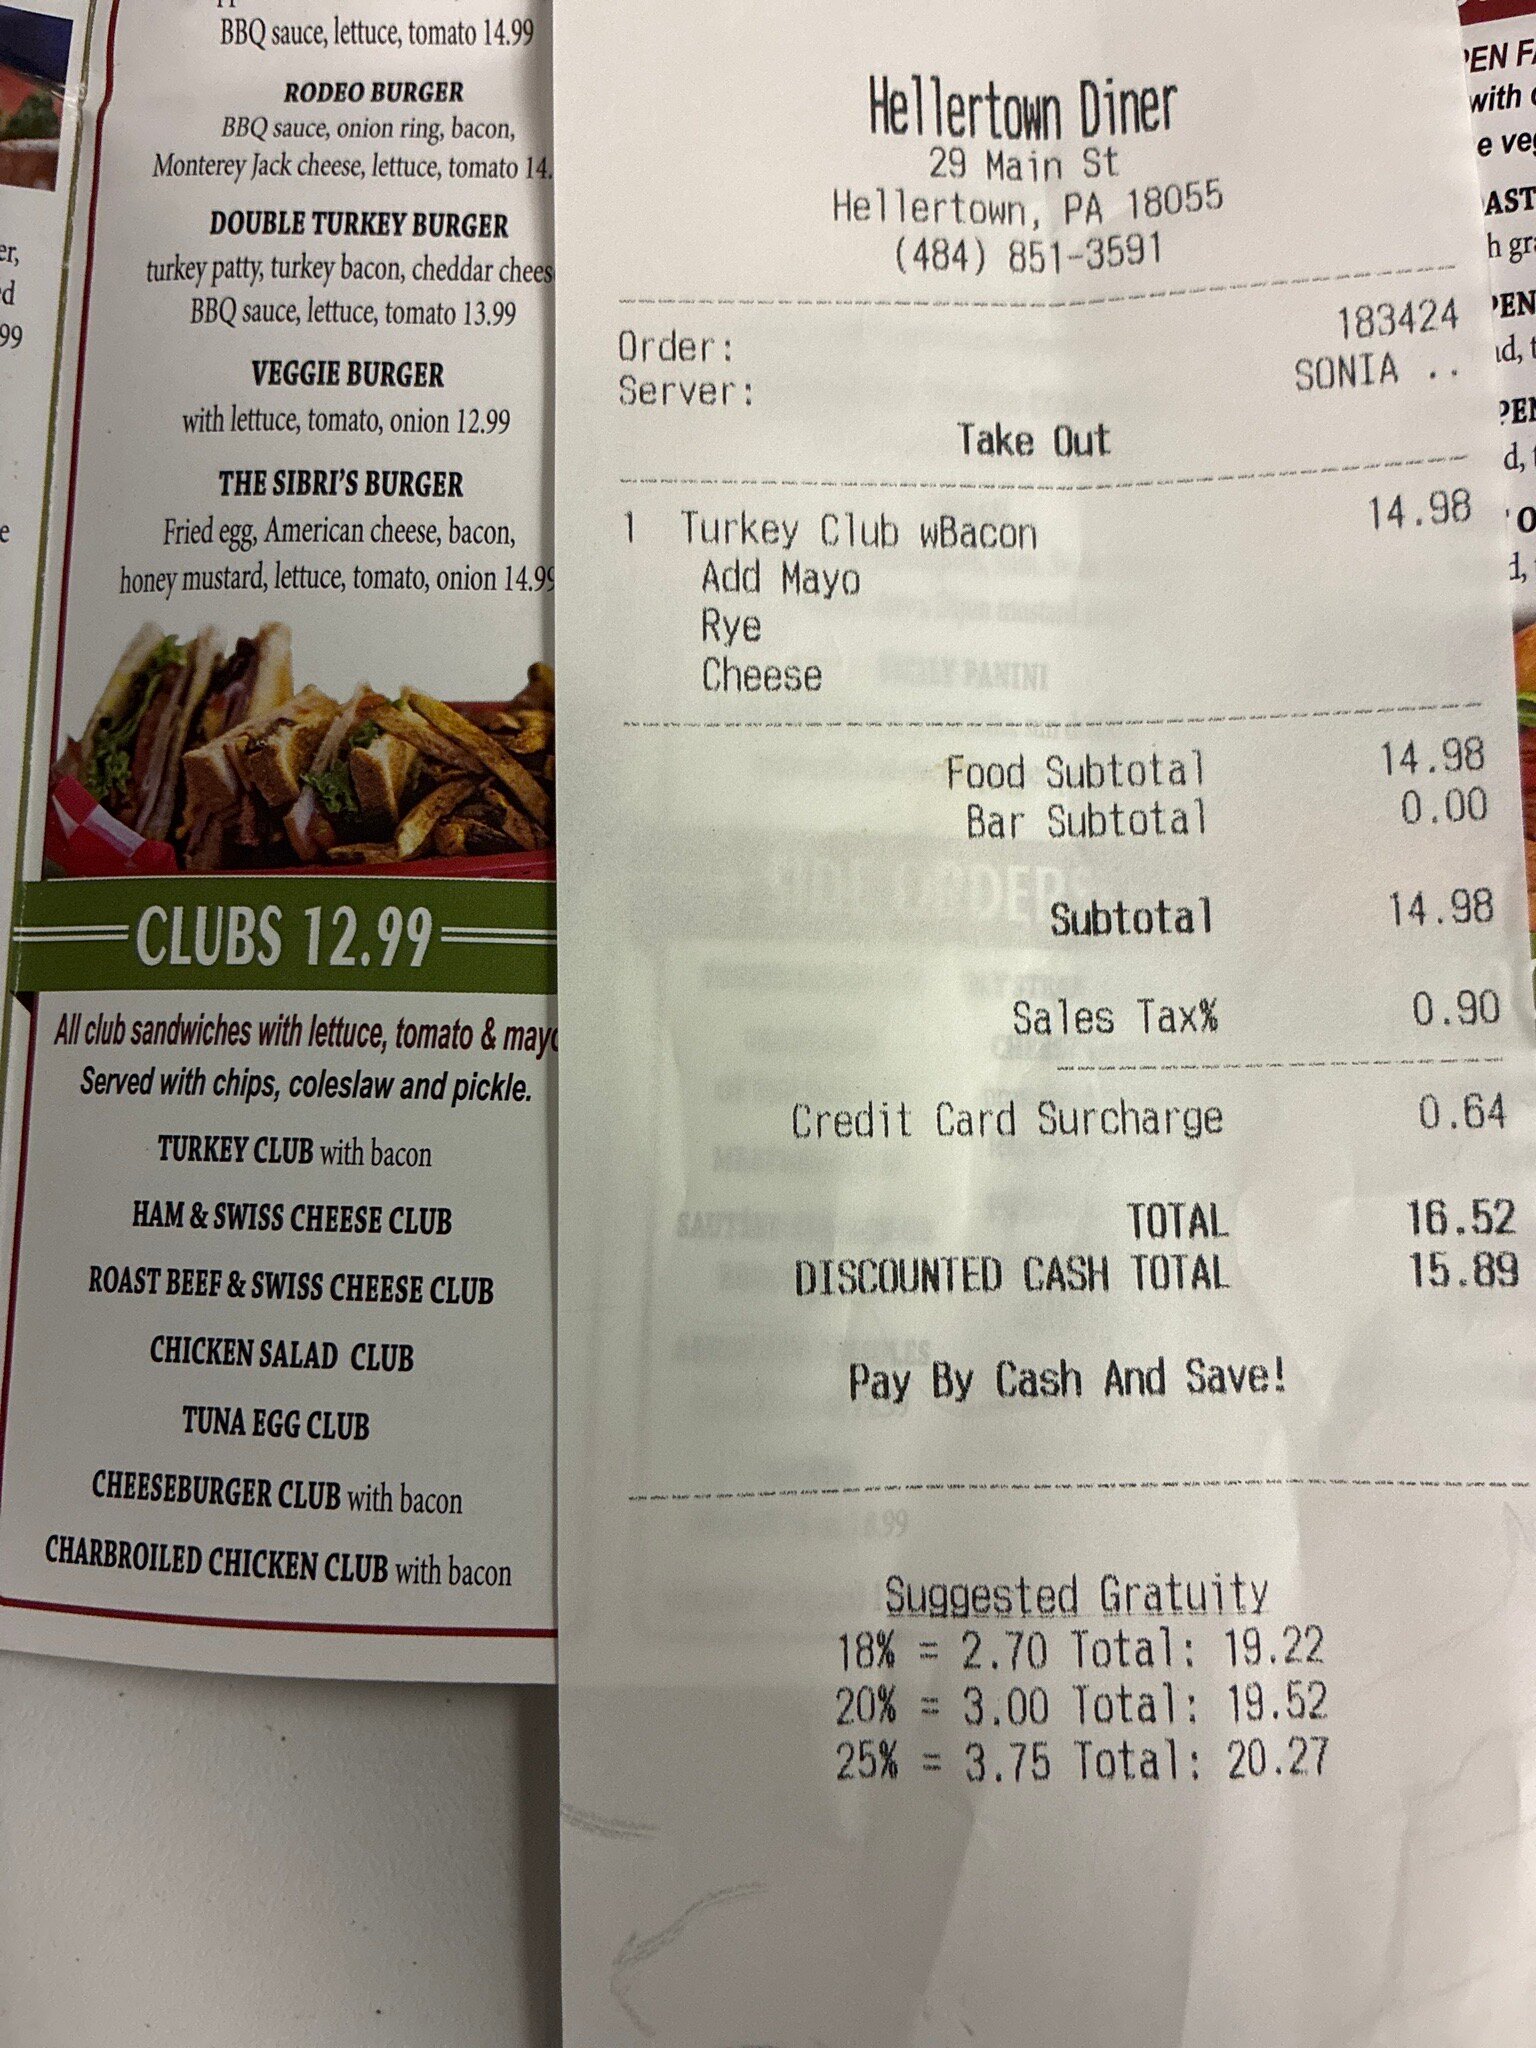 BBQ sauce, lettuce, tomato 14.99
RODEO BURGER
BBQ sauce, onion ring, bacon,
Monterey Jack cheese, lettuce, tomato 14.
DOUBLE TURKEY BURGER
turkey patty, turkey bacon, cheddar chees
BBQ sauce, lettuce, tomato 13.99
VEGGIE BURGER
with lettuce, tomato, onion 12.99
THE SIBRI'S BURGER
Fried egg, American cheese, bacon,
honey mustard, lettuce, tomato, onion 14.99
CLUBS 12.99
All club sandwiches with lettuce, tomato & mayo
Served with chips, coleslaw and pickle.
TURKEY CLUB with bacon
HAM & SWISS CHEESE CLUB
ROAST BEEF & SWISS CHEESE CLUB
CHICKEN SALAD CLUB
TUNA EGG CLUB
CHEESEBURGER CLUB with bacon
CHARBROILED CHICKEN CLUB with bacon
Hellertown Diner
29 Main St
Hellertown, PA 18055
(484) 851-3591
Order: 183424
Server: SONIA ..
Take Out
1 Turkey Club wBacon 14.98
Add Mayo
Rye
Cheese
Food Subtotal 14.98
Bar Subtotal 0.00
Subtotal 14.98
Sales Tax% 0.90
Credit Card Surcharge 0.64
TOTAL 16.52
DISCOUNTED CASH TOTAL 15.89
Pay By Cash And Save!
Suggested Gratuity
18% = 2.70 Total: 19.22
20% = 3.00 Total: 19.52
25% = 3.75 Total: 20.27